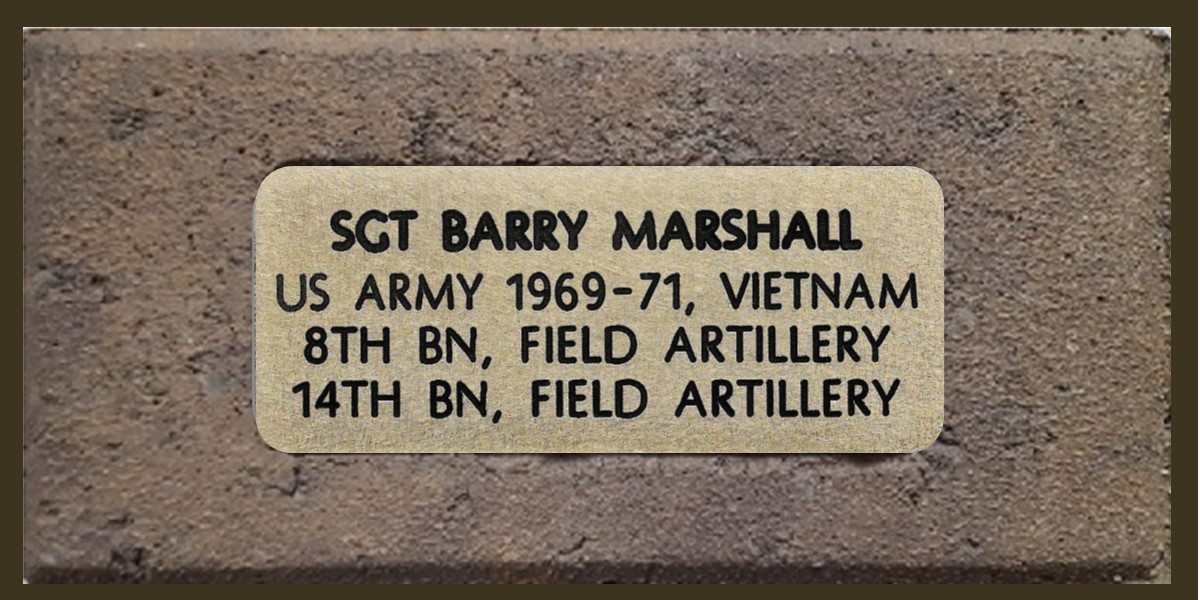 SGT BARRY MARSHALL
US ARMY 1969-71, VIETNAM
8TH BN, FIELD ARTILLERY
14TH BN, FIELD ARTILLERY